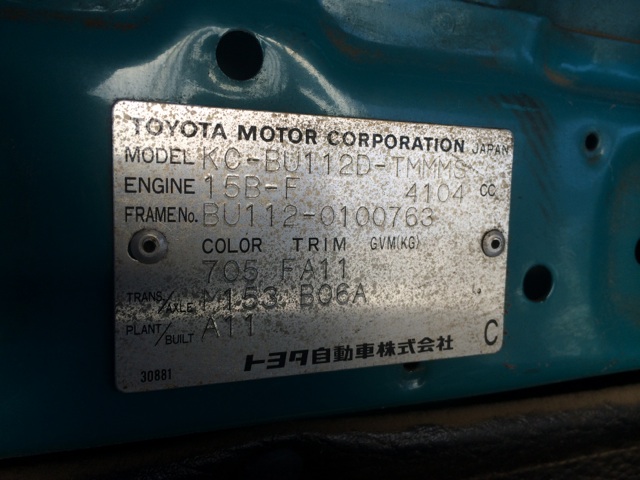 TOYOTA MOTOR CORPORATION JAPAN
MODEL KC-BU112D-TMMMS
ENGINE 15B-F 4104 CC
FRAME No. BU112-0100763
COLOR TRIM GVM(KG)
705 FA11
TRANS/AXLE M153 B06A
PLANT/BUILT A11
トヨタ自動車株式会社 C
30881